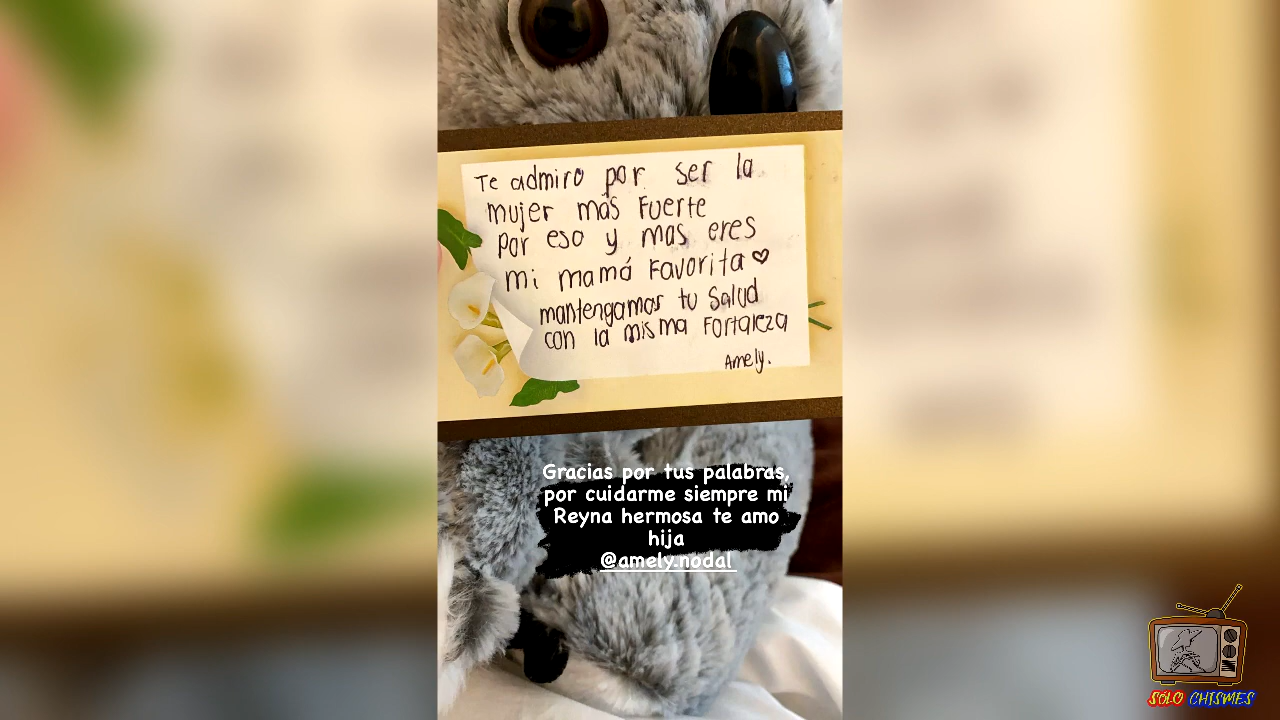 Te admiro por ser la
mujer más Fuerte
por eso y mas eres
mi mamá Favorita
mantengamos tu Salud
con la misma Fortaleza
Amely.
Gracias por tus palabras,
por cuidarme siempre mi
Reyna hermosa te amo
hija
@amely.nodal
SÓLO CHISMES